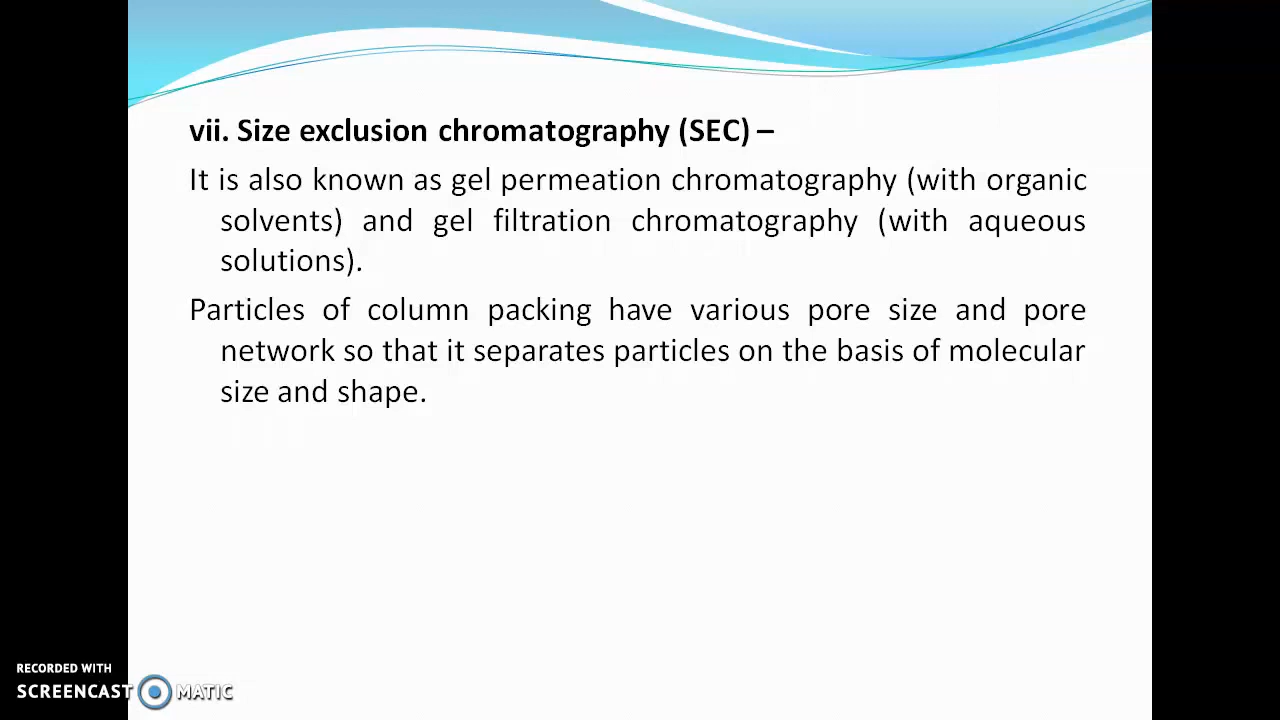 vii. Size exclusion chromatography (SEC) –
It is also known as gel permeation chromatography (with organic
solvents) and gel filtration chromatography (with aqueous
solutions).
Particles of column packing have various pore size and pore
network so that it separates particles on the basis of molecular
size and shape.
RECORDED WITH
SCREENCAST MATIC